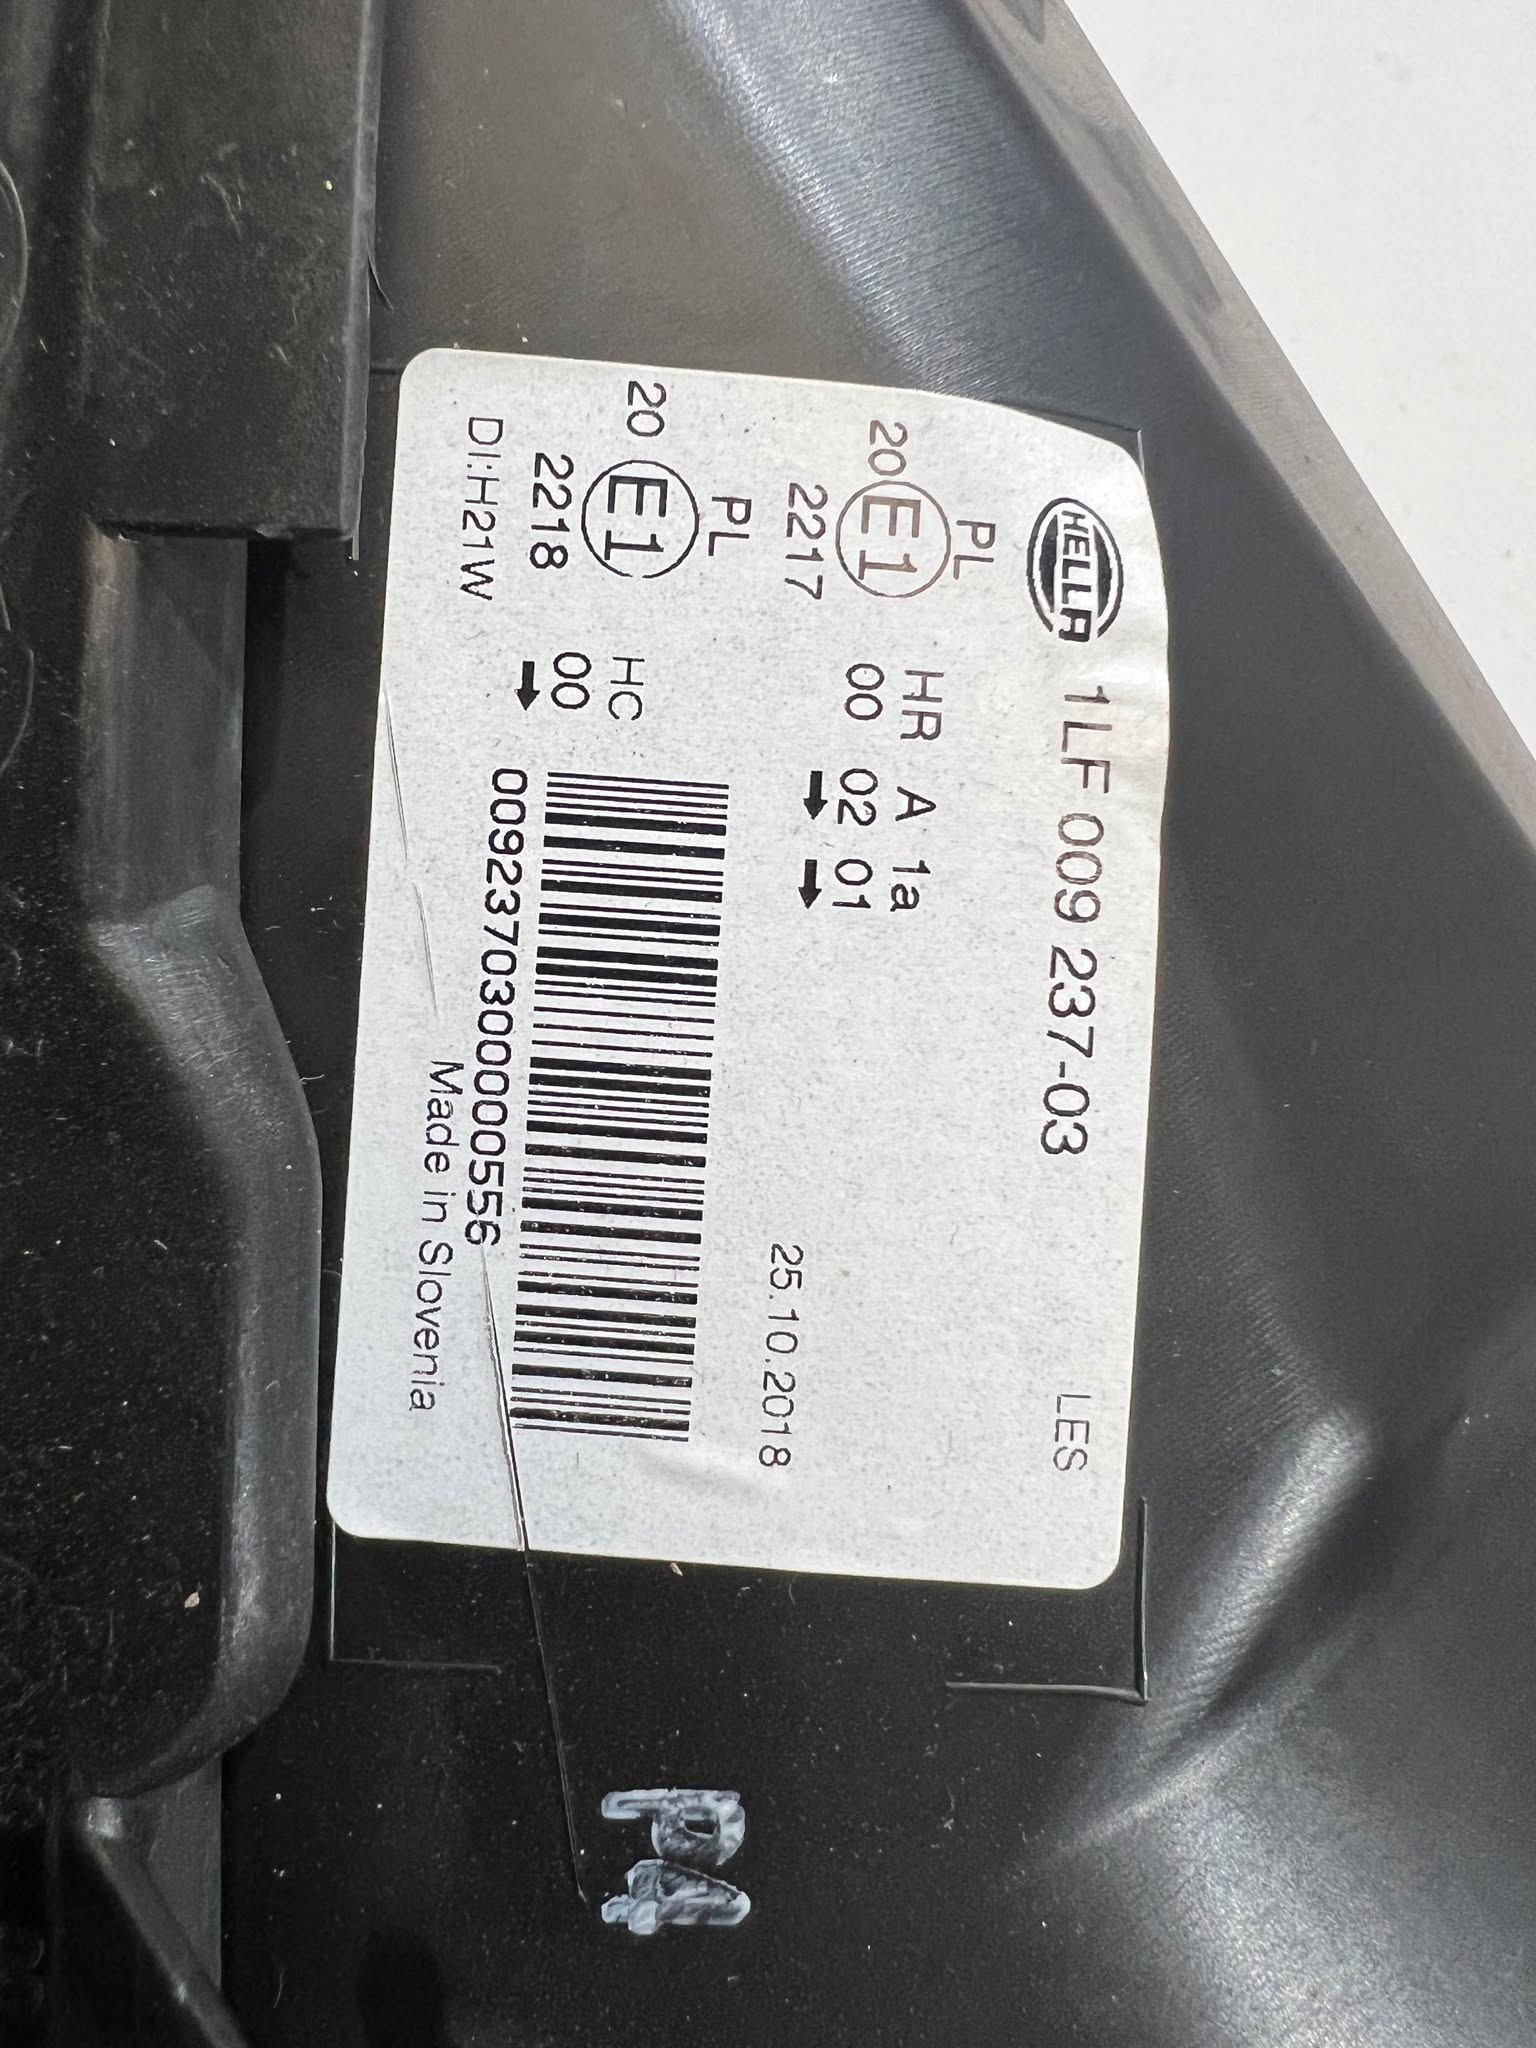 HELLA 1LF 009 237-03 LES
PL
20 E1 HR A 1a
2217 00 02 01
25.10.2018
PL
20 E1 HC
2218 00
DI:H21W
0092370300000556
Made in Slovenia